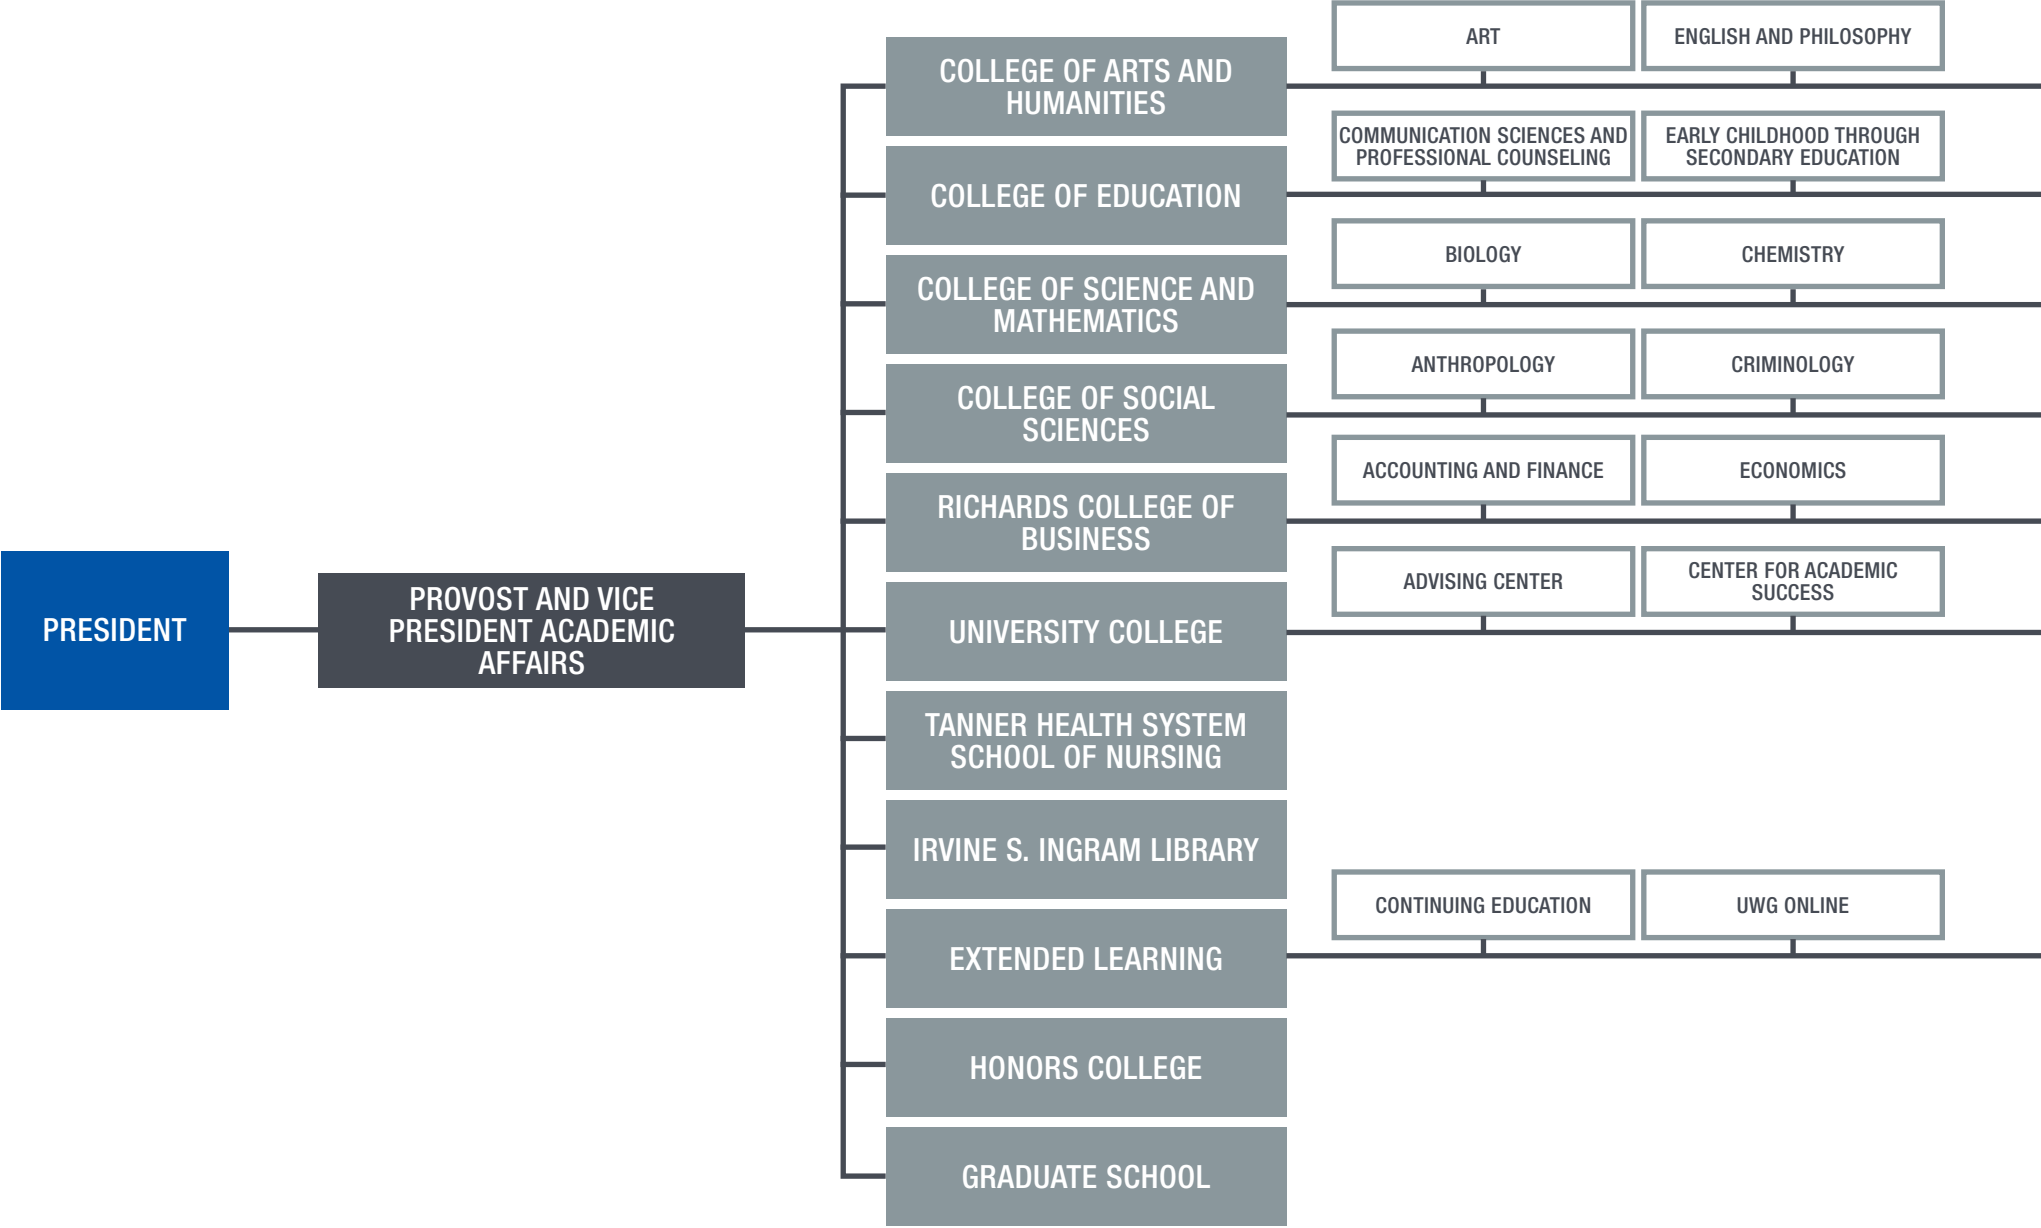 ART
ENGLISH AND PHILOSOPHY
COLLEGE OF ARTS AND
HUMANITIES
COMMUNICATION SCIENCES AND
PROFESSIONAL COUNSELING
EARLY CHILDHOOD THROUGH
SECONDARY EDUCATION
COLLEGE OF EDUCATION
BIOLOGY
CHEMISTRY
COLLEGE OF SCIENCE AND
MATHEMATICS
ANTHROPOLOGY
CRIMINOLOGY
COLLEGE OF SOCIAL
SCIENCES
ACCOUNTING AND FINANCE
ECONOMICS
RICHARDS COLLEGE OF
BUSINESS
ADVISING CENTER
CENTER FOR ACADEMIC
SUCCESS
PRESIDENT
PROVOST AND VICE
PRESIDENT ACADEMIC
AFFAIRS
UNIVERSITY COLLEGE
TANNER HEALTH SYSTEM
SCHOOL OF NURSING
IRVINE S. INGRAM LIBRARY
CONTINUING EDUCATION
UWG ONLINE
EXTENDED LEARNING
HONORS COLLEGE
GRADUATE SCHOOL